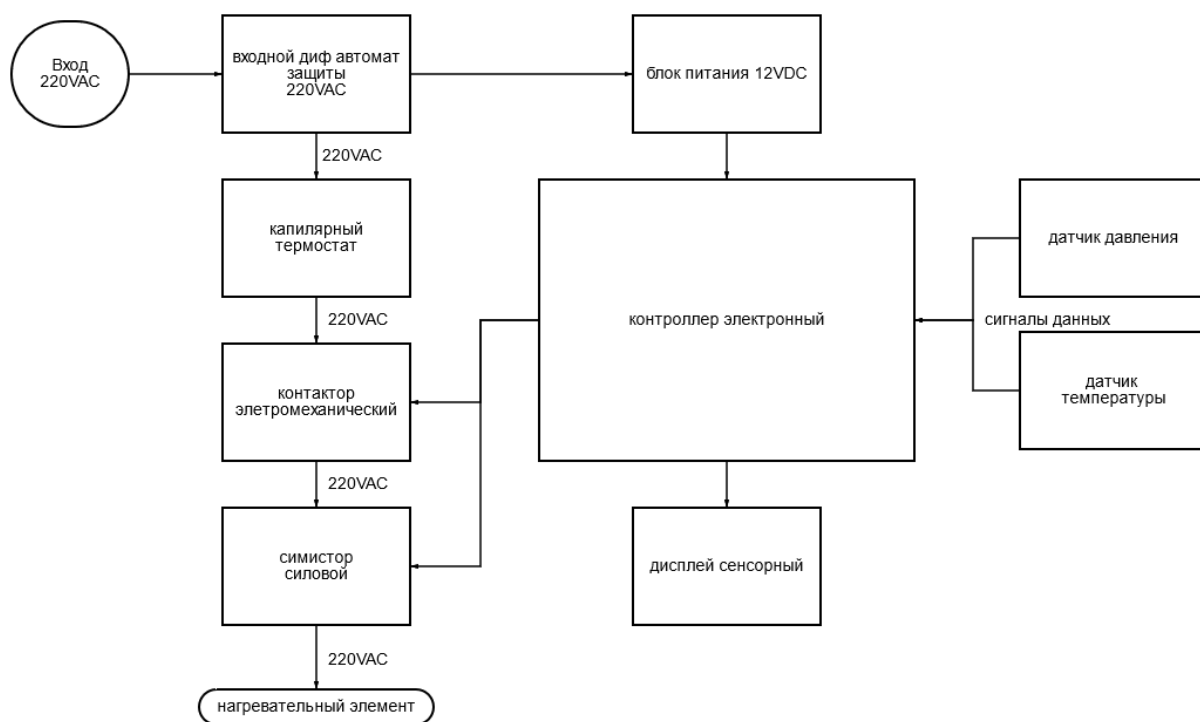 Вход
220VAC
входной диф автомат
защиты
220VAC
блок питания 12VDC
220VAC
капилярный
термостат
220VAC
контактор
элетромеханический
220VAC
симистор
силовой
220VAC
нагревательный элемент
контроллер электронный
дисплей сенсорный
датчик давления
сигналы данных
датчик
температуры